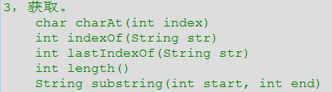 3，获取。
char charAt(int index)
int indexOf(String str)
int lastIndexOf(String str)
int length()
String substring(int start, int end)